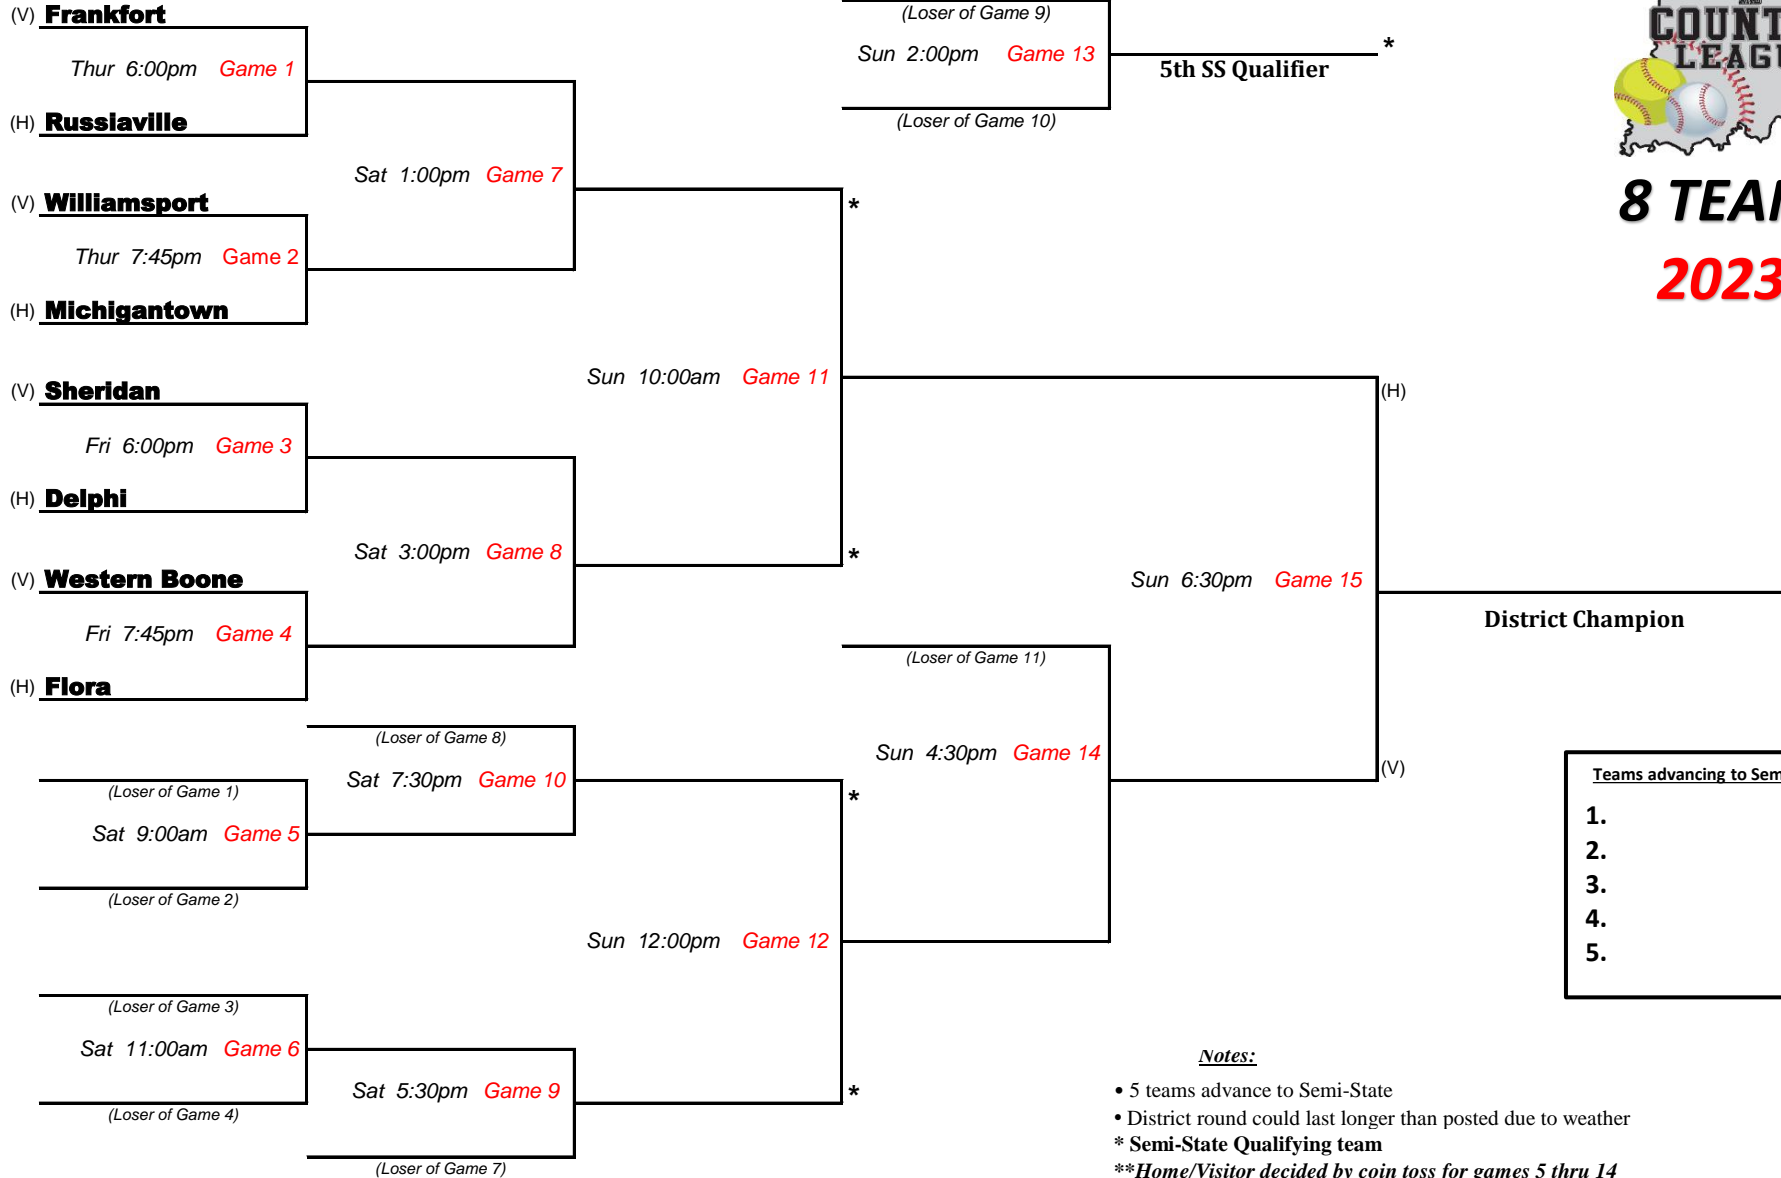 (V) Frankfort
Thur 6:00pm Game 1
(H) Russiaville
Sat 1:00pm Game 7
(V) Williamsport
Thur 7:45pm Game 2
(H) Michigantown
Sun 10:00am Game 11
(V) Sheridan
Fri 6:00pm Game 3
(H) Delphi
Sat 3:00pm Game 8
(V) Western Boone
Fri 7:45pm Game 4
(H) Flora
(Loser of Game 9)
Sun 2:00pm Game 13
5th SS Qualifier
*
(Loser of Game 10)
*
*
(H)
Sun 6:30pm Game 15
District Champion
(V)
(Loser of Game 11)
Sun 4:30pm Game 14
(Loser of Game 8)
Sat 7:30pm Game 10
(Loser of Game 1)
Sat 9:00am Game 5
(Loser of Game 2)
*
Sun 12:00pm Game 12
(Loser of Game 3)
Sat 11:00am Game 6
(Loser of Game 4)
Sat 5:30pm Game 9
(Loser of Game 7)
*
COUNT
LEAGU
8 TEAM
2023
Teams advancing to Sem
1.
2.
3.
4.
5.
Notes:
• 5 teams advance to Semi-State
• District round could last longer than posted due to weather
* Semi-State Qualifying team
**Home/Visitor decided by coin toss for games 5 thru 14